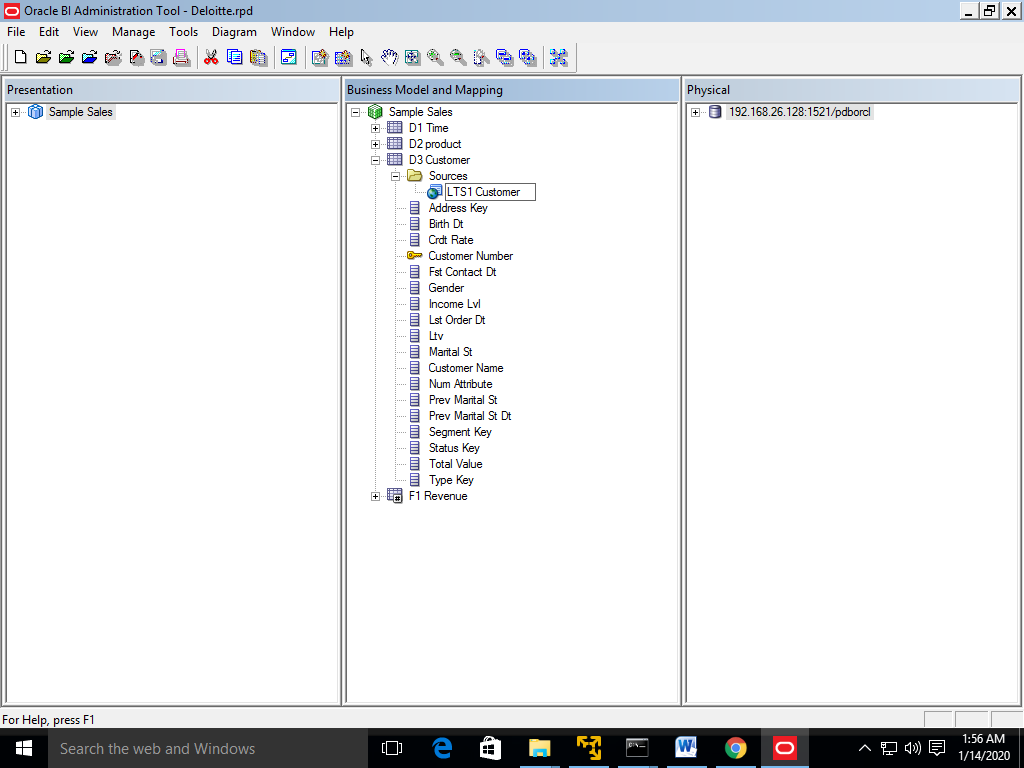 Oracle BI Administration Tool - Deloitte.rpd
File Edit View Manage Tools Diagram Window Help
Presentation
Sample Sales
Business Model and Mapping
Sample Sales
D1 Time
D2 product
D3 Customer
Sources
LTS1 Customer
Address Key
Birth Dt
Crdt Rate
Customer Number
Fst Contact Dt
Gender
Income Lvl
Lst Order Dt
Ltv
Marital St
Customer Name
Num Attribute
Prev Marital St
Prev Marital St Dt
Segment Key
Status Key
Total Value
Type Key
F1 Revenue
Physical
192.168.26.128:1521/pdborcl
For Help, press F1
Search the web and Windows
1:56 AM
1/14/2020